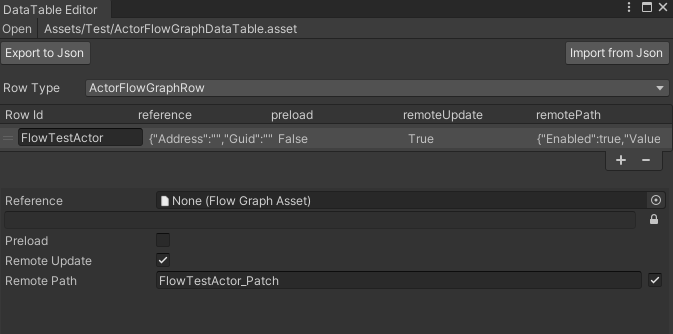 DataTable Editor
Open Assets/Test/ActorFlowGraphDataTable.asset
Export to Json Import from Json
Row Type ActorFlowGraphRow
Row Id reference preload remoteUpdate remotePath
FlowTestActor {"Address":"","Guid":"" False True {"Enabled":true,"Value
+ −
Reference None (Flow Graph Asset)
Preload
Remote Update
Remote Path FlowTestActor_Patch